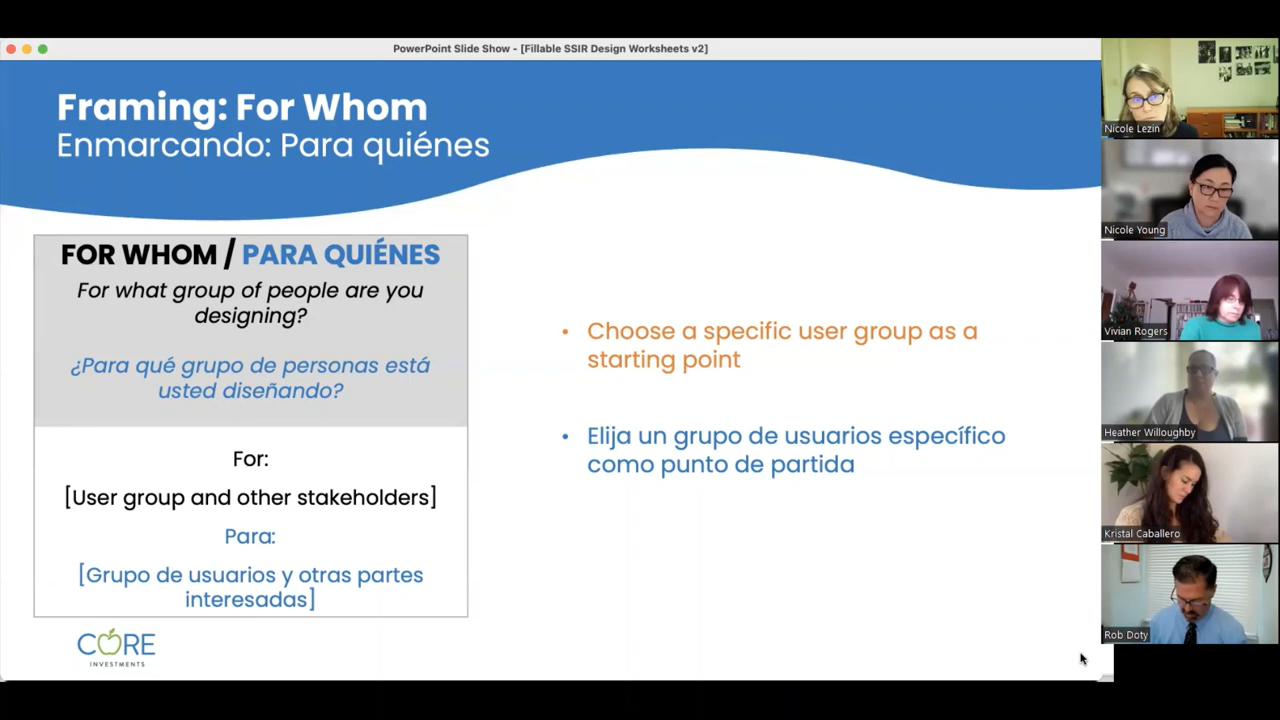 PowerPoint Slide Show - [Fillable SSIR Design Worksheets v2]
Framing: For Whom
Enmarcando: Para quiénes
FOR WHOM / PARA QUIÉNES
For what group of people are you
designing?
¿Para qué grupo de personas está
usted diseñando?
For:
[User group and other stakeholders]
Para:
[Grupo de usuarios y otras partes
interesadas]
• Choose a specific user group as a
starting point
• Elija un grupo de usuarios específico
como punto de partida
CORE
INVESTMENTS
Nicole Lezin
Nicole Young
Vivian Rogers
Heather Willoughby
Kristal Caballero
Rob Doty